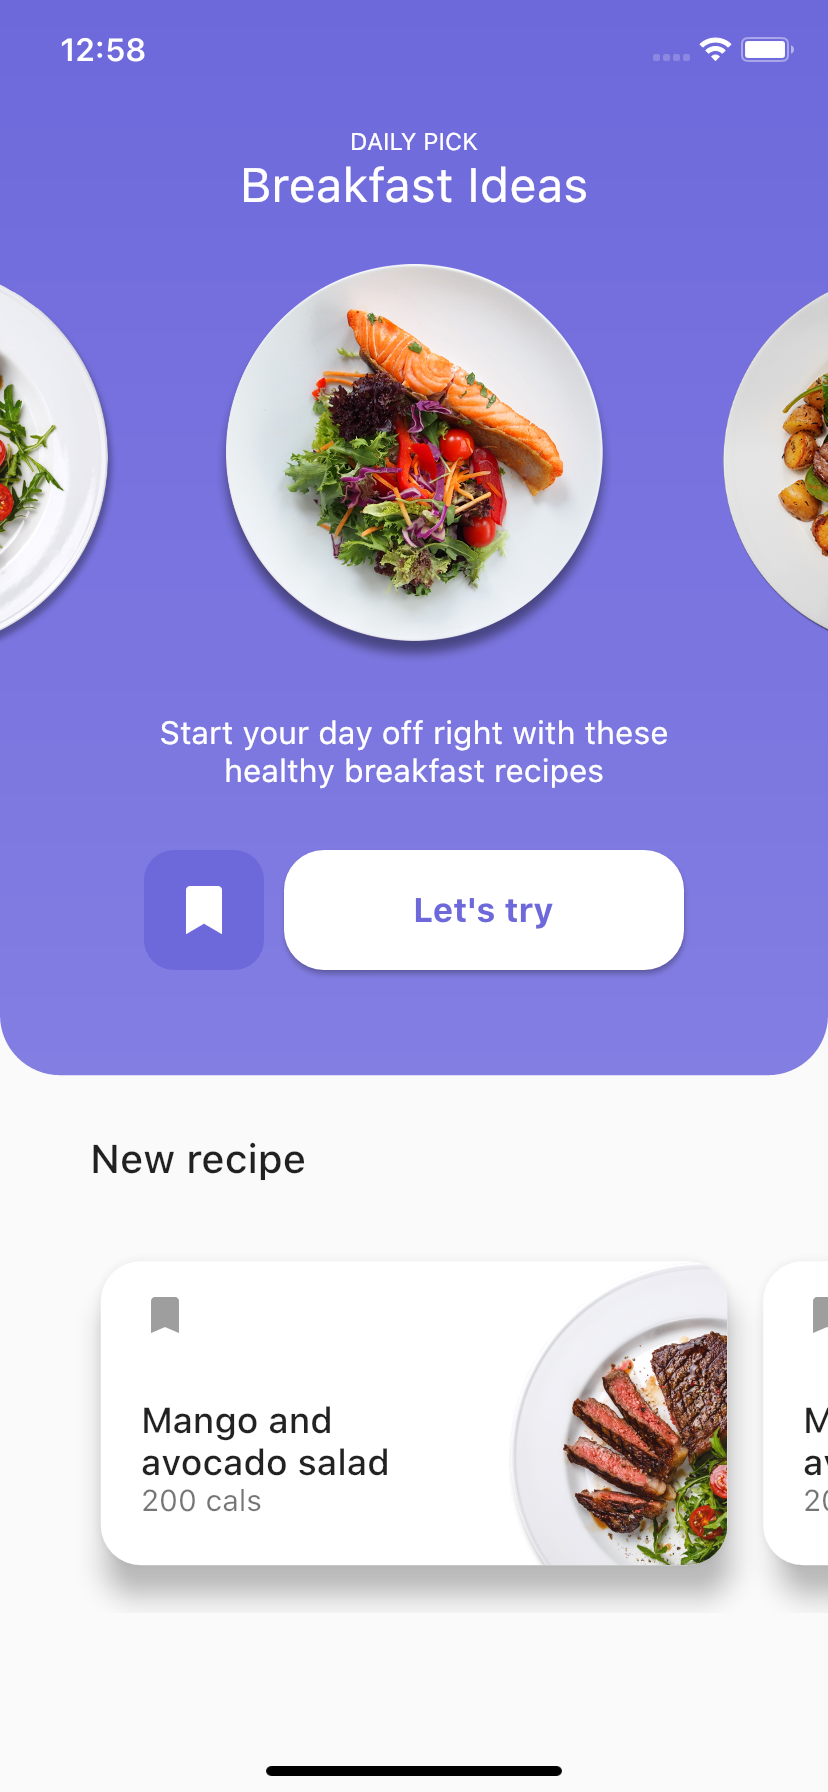 12:58
DAILY PICK
Breakfast Ideas
Start your day off right with these
healthy breakfast recipes
Let's try
New recipe
Mango and
avocado salad
200 cals